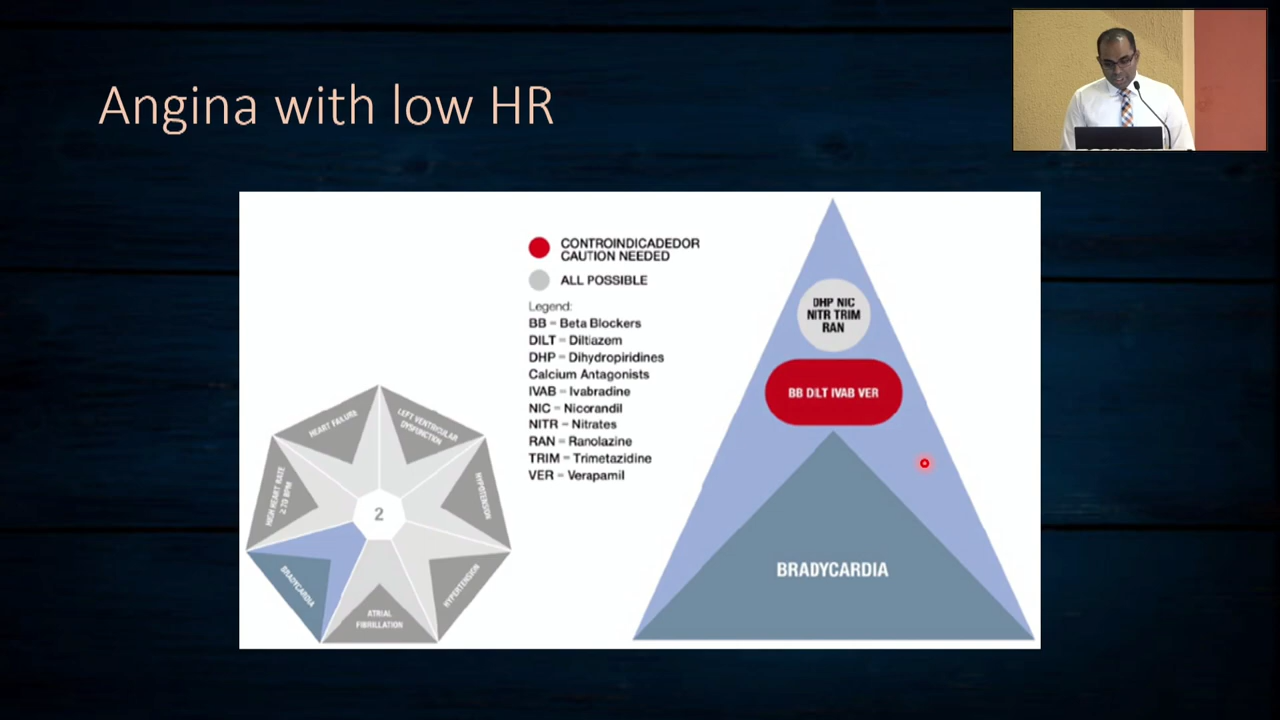 Angina with low HR
CONTROINDICADEDOR
CAUTION NEEDED
ALL POSSIBLE
Legend:
BB = Beta Blockers
DILT = Diltiazem
DHP = Dihydropiridines
Calcium Antagonists
IVAB = Ivabradine
NIC = Nicorandil
NITR = Nitrates
RAN = Ranolazine
TRIM = Trimetazidine
VER = Verapamil
HEART FAILURE
LEFT VENTRICULAR
DYSFUNCTION
HYPOTENSION
HYPERTENSION
ATRIAL
FIBRILLATION
BRADYCARDIA
HIGH HEART RATE
≥70 BPM
2
DHP NIC
NITR TRIM
RAN
BB DILT IVAB VER
BRADYCARDIA